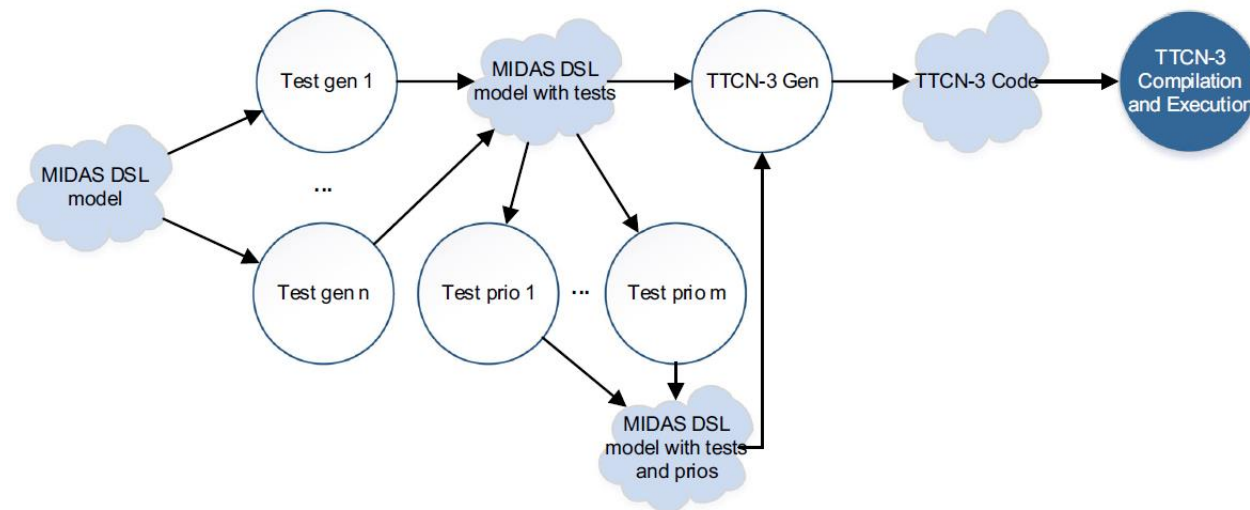 Test gen 1
MIDAS DSL
model with tests
TTCN-3 Gen
TTCN-3 Code
TTCN-3
Compilation
and Execution
MIDAS DSL
model
...
Test gen n
Test prio 1
...
Test prio m
MIDAS DSL
model with tests
and prios